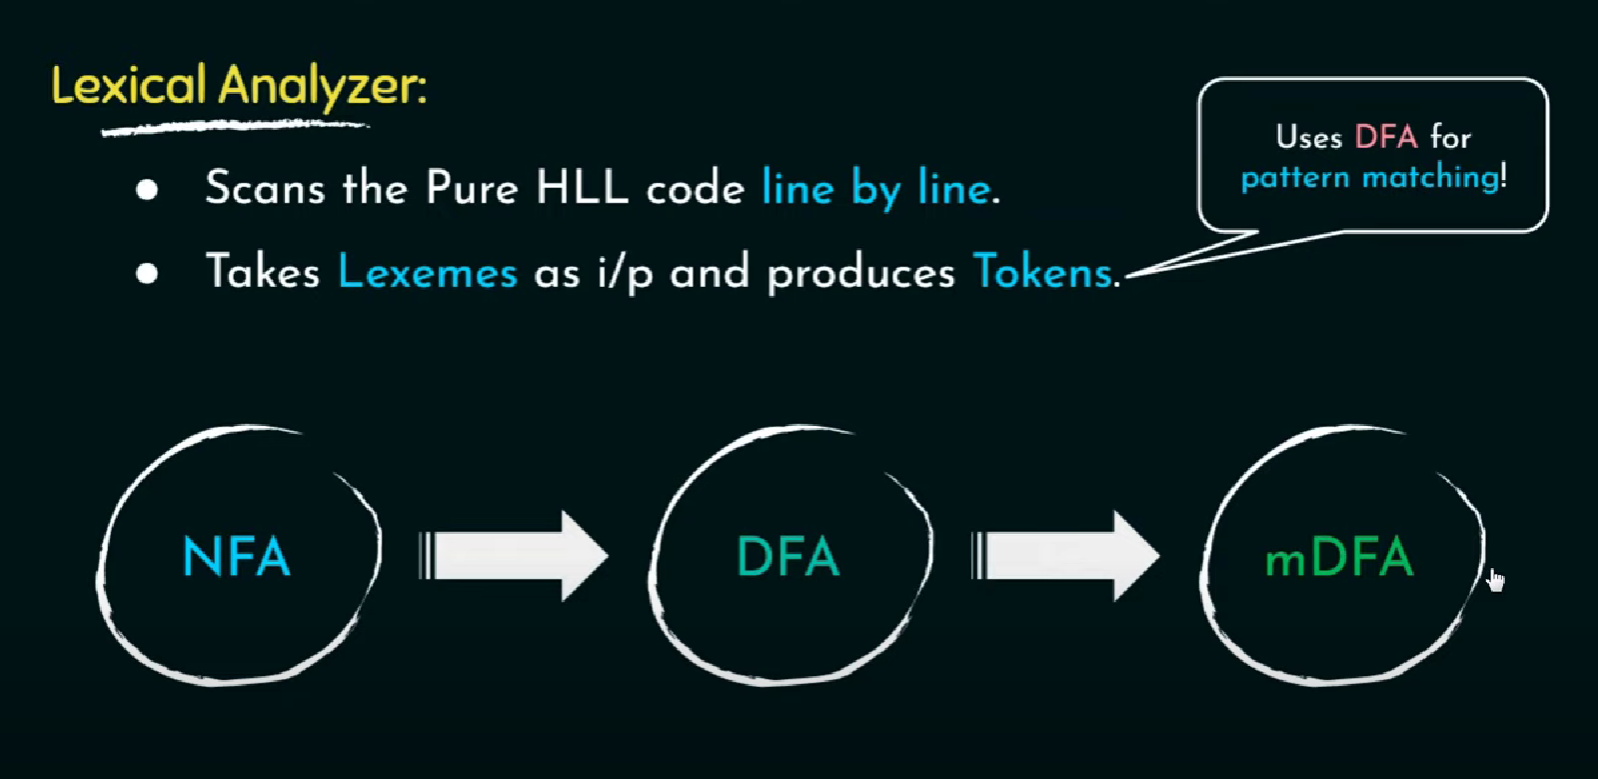 Lexical Analyzer:
Uses DFA for
pattern matching!
● Scans the Pure HLL code line by line.
● Takes Lexemes as i/p and produces Tokens.
NFA
DFA
mDFA